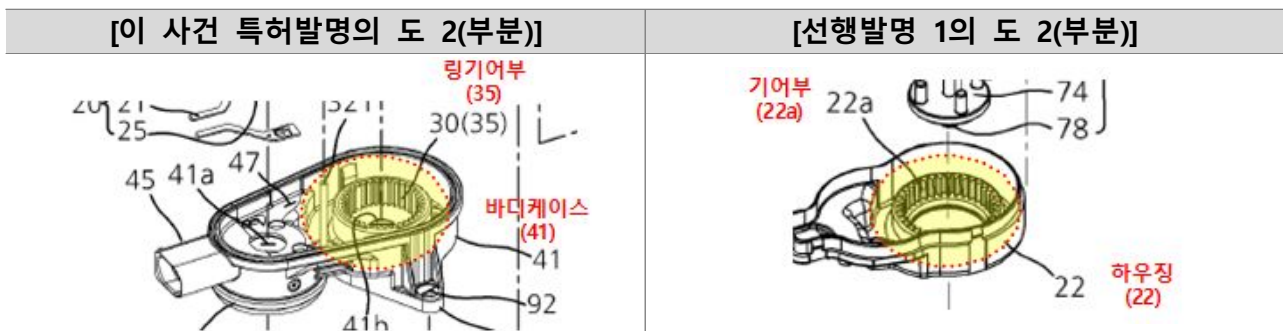 [이 사건 특허발명의 도 2(부분)]
[선행발명 1의 도 2(부분)]
링기어부
(35)
25
47
30(35)
45
41a
바디케이스
(41)
41
92
기어부
(22a)
22a
74
78
22
하우징
(22)